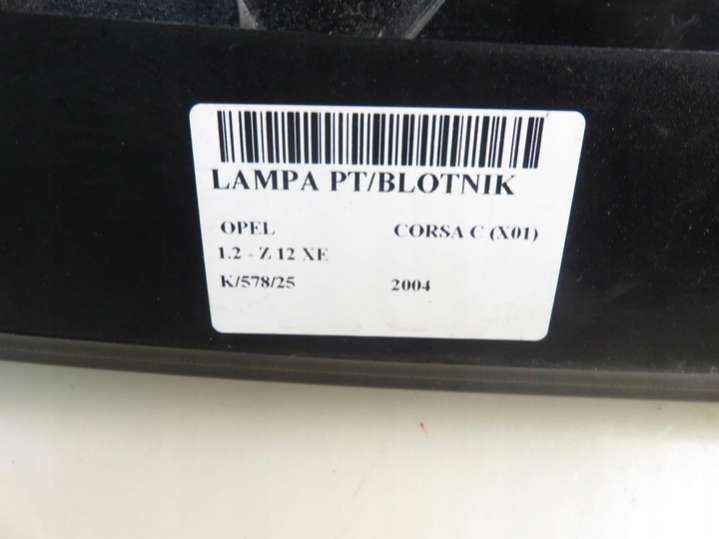 LAMPA PT/BLOTNIK
OPEL CORSA C (X01)
1.2 - Z 12 XE
K/578/25 2004